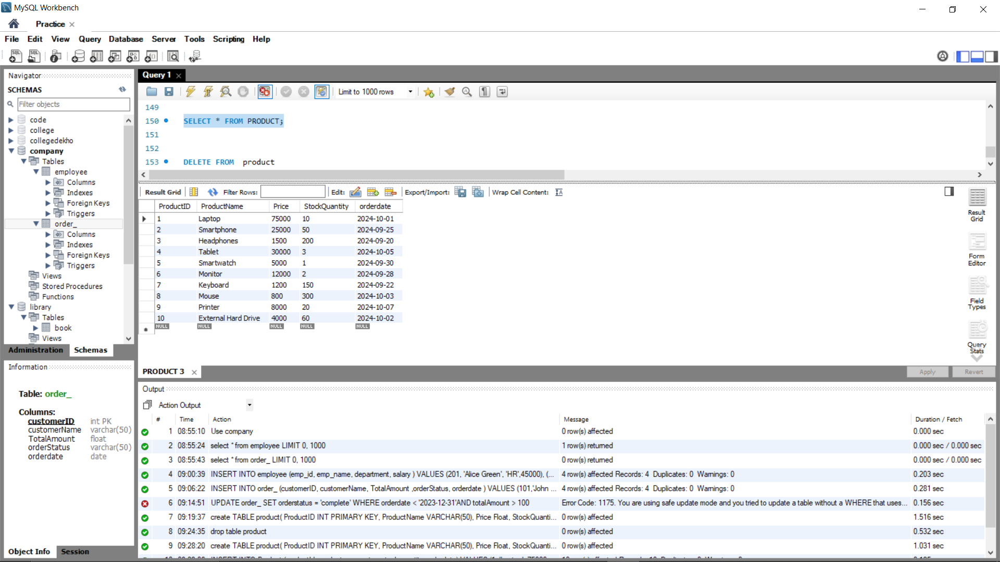 MySQL Workbench
Practice
File Edit View Query Database Server Tools Scripting Help
Navigator
SCHEMAS
Filter objects
code
college
collegedekho
company
Tables
employee
Columns
Indexes
Foreign Keys
Triggers
order_
Columns
Indexes
Foreign Keys
Triggers
Views
Stored Procedures
Functions
library
Tables
book
Views
Administration Schemas
Information
Table: order_
Columns:
customerID int PK
customerName varchar(50)
TotalAmount float
orderStatus varchar(50)
orderdate date
Object Info Session
Query 1
Limit to 1000 rows
149
150 SELECT * FROM PRODUCT;
151
152
153 DELETE FROM product
Result Grid Filter Rows: Edit: Export/Import: Wrap Cell Content:
ProductID ProductName Price StockQuantity orderdate
1 Laptop 75000 10 2024-10-01
2 Smartphone 25000 50 2024-09-25
3 Headphones 1500 200 2024-09-20
4 Tablet 30000 3 2024-10-05
5 Smartwatch 5000 1 2024-09-30
6 Monitor 12000 2 2024-09-28
7 Keyboard 1200 150 2024-09-22
8 Mouse 800 300 2024-10-03
9 Printer 8000 20 2024-10-07
10 External Hard Drive 4000 60 2024-10-02
NULL NULL NULL NULL NULL
Result
Grid
Form
Editor
Field
Types
Query
Stats
PRODUCT 3
Apply Revert
Output
Action Output
# Time Action Message Duration / Fetch
1 08:55:10 Use company 0 row(s) affected 0.000 sec
2 08:55:24 select * from employee LIMIT 0, 1000 1 row(s) returned 0.000 sec / 0.000 sec
3 08:55:43 select * from order_ LIMIT 0, 1000 0 row(s) returned 0.000 sec / 0.000 sec
4 09:00:39 INSERT INTO employee (emp_id, emp_name, department, salary ) VALUES (201, 'Alice Green', 'HR',45000), (... 4 row(s) affected Records: 4 Duplicates: 0 Warnings: 0 0.203 sec
5 09:06:22 INSERT INTO order_ (customerID, customerName, TotalAmount ,orderStatus, orderdate ) VALUES (101,'John ... 4 row(s) affected Records: 4 Duplicates: 0 Warnings: 0 0.281 sec
6 09:14:51 UPDATE order_ SET orderstatus = 'complete' WHERE orderdate < '2023-12-31'AND totalAmount > 100 Error Code: 1175. You are using safe update mode and you tried to update a table without a WHERE that uses... 0.156 sec
7 09:19:37 create TABLE product( ProductID INT PRIMARY KEY, ProductName VARCHAR(50), Price Float, StockQuanti... 0 row(s) affected 1.516 sec
8 09:24:35 drop table product 0 row(s) affected 0.532 sec
9 09:28:20 create TABLE product( ProductID INT PRIMARY KEY, ProductName VARCHAR(50), Price Float, StockQuanti... 0 row(s) affected 1.031 sec